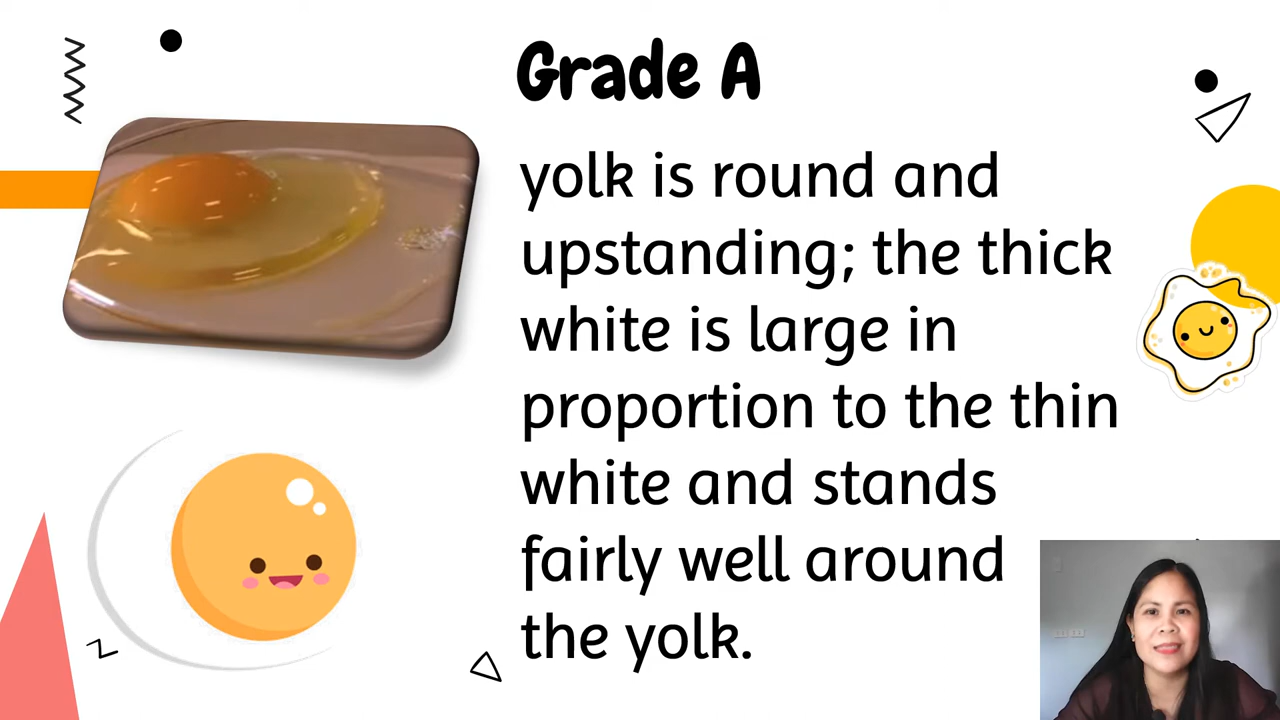 Grade A
yolk is round and
upstanding; the thick
white is large in
proportion to the thin
white and stands
fairly well around
the yolk.